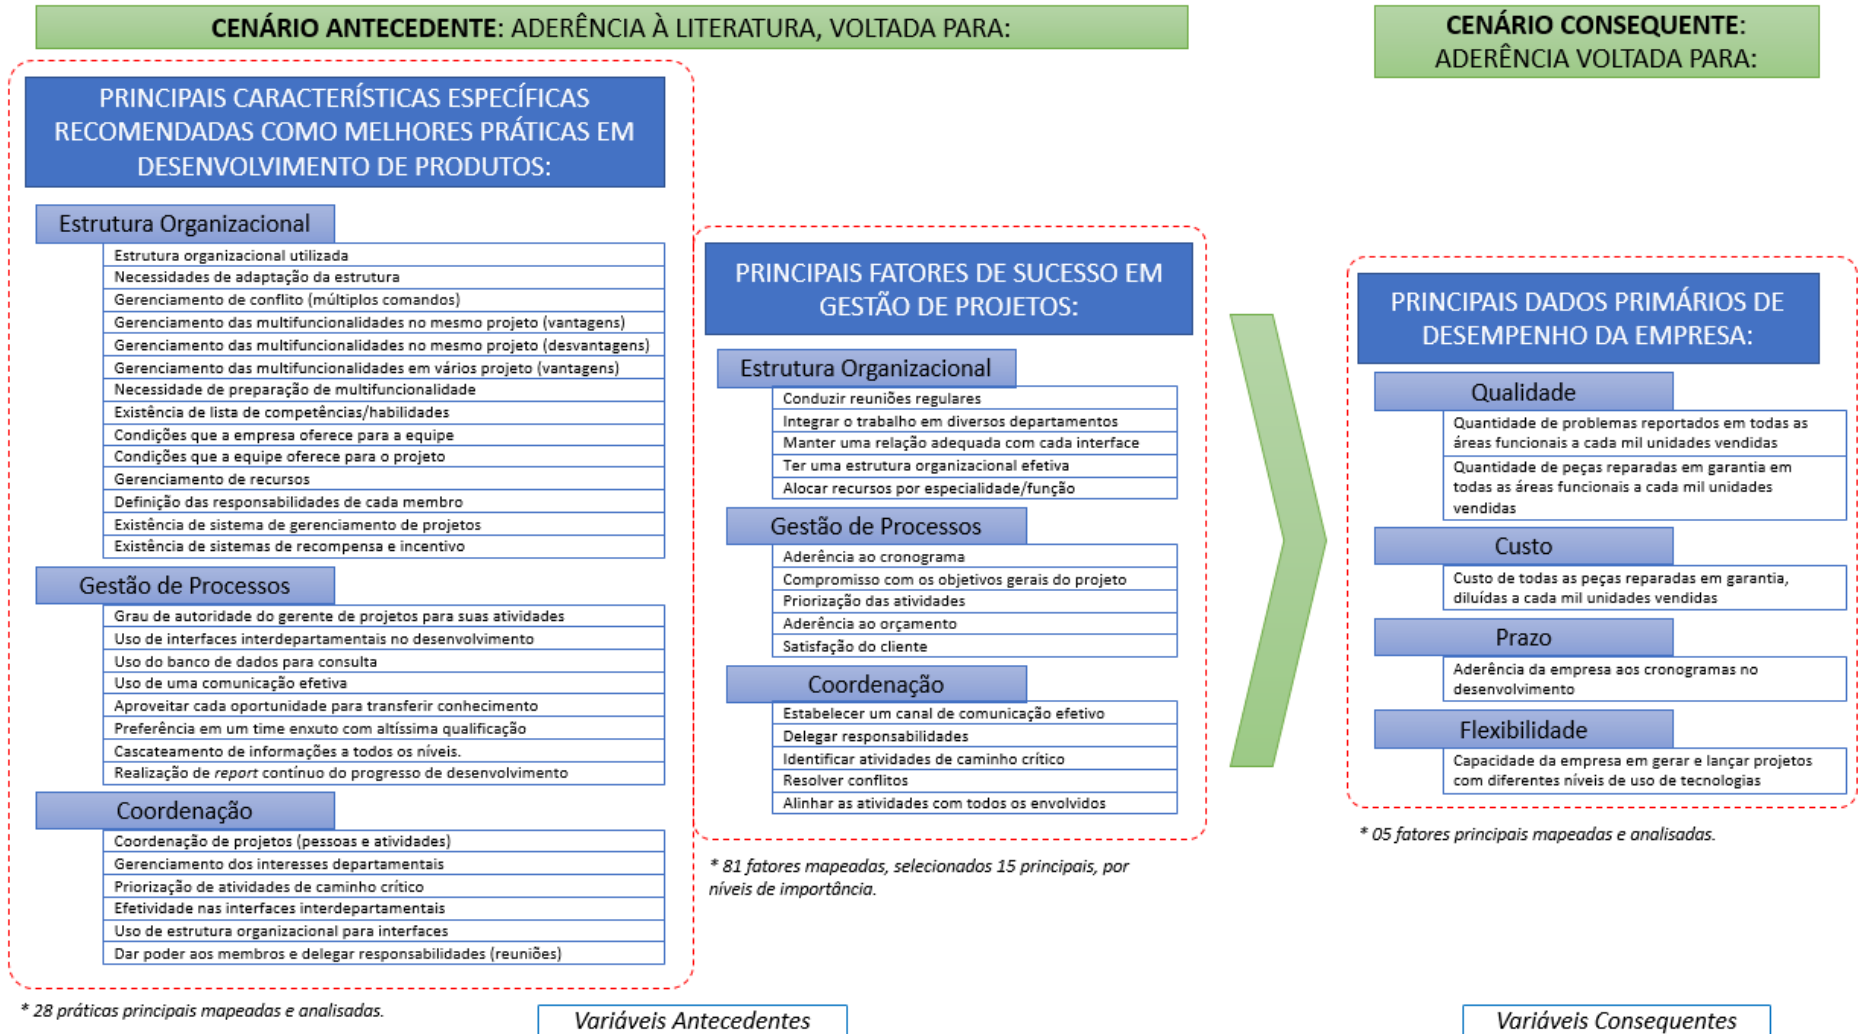 CENÁRIO ANTECEDENTE: ADERÊNCIA À LITERATURA, VOLTADA PARA:
PRINCIPAIS CARACTERÍSTICAS ESPECÍFICAS
RECOMENDADAS COMO MELHORES PRÁTICAS EM
DESENVOLVIMENTO DE PRODUTOS:
Estrutura Organizacional
Estrutura organizacional utilizada
Necessidades de adaptação da estrutura
Gerenciamento de conflito (múltiplos comandos)
Gerenciamento das multifuncionalidades no mesmo projeto (vantagens)
Gerenciamento das multifuncionalidades no mesmo projeto (desvantagens)
Gerenciamento das multifuncionalidades em vários projeto (vantagens)
Necessidade de preparação de multifuncionalidade
Existência de lista de competências/habilidades
Condições que a empresa oferece para a equipe
Condições que a equipe oferece para o projeto
Gerenciamento de recursos
Definição das responsabilidades de cada membro
Existência de sistema de gerenciamento de projetos
Existência de sistemas de recompensa e incentivo
Gestão de Processos
Grau de autoridade do gerente de projetos para suas atividades
Uso de interfaces interdepartamentais no desenvolvimento
Uso do banco de dados para consulta
Uso de uma comunicação efetiva
Aproveitar cada oportunidade para transferir conhecimento
Preferência em um time enxuto com altíssima qualificação
Cascateamento de informações a todos os níveis.
Realização de report contínuo do progresso de desenvolvimento
Coordenação
Coordenação de projetos (pessoas e atividades)
Gerenciamento dos interesses departamentais
Priorização de atividades de caminho crítico
Efetividade nas interfaces interdepartamentais
Uso de estrutura organizacional para interfaces
Dar poder aos membros e delegar responsabilidades (reuniões)
* 28 práticas principais mapeadas e analisadas.
PRINCIPAIS FATORES DE SUCESSO EM
GESTÃO DE PROJETOS:
Estrutura Organizacional
Conduzir reuniões regulares
Integrar o trabalho em diversos departamentos
Manter uma relação adequada com cada interface
Ter uma estrutura organizacional efetiva
Alocar recursos por especialidade/função
Gestão de Processos
Aderência ao cronograma
Compromisso com os objetivos gerais do projeto
Priorização das atividades
Aderência ao orçamento
Satisfação do cliente
Coordenação
Estabelecer um canal de comunicação efetivo
Delegar responsabilidades
Identificar atividades de caminho crítico
Resolver conflitos
Alinhar as atividades com todos os envolvidos
* 81 fatores mapeadas, selecionados 15 principais, por
níveis de importância.
Variáveis Antecedentes
CENÁRIO CONSEQUENTE:
ADERÊNCIA VOLTADA PARA:
PRINCIPAIS DADOS PRIMÁRIOS DE
DESEMPENHO DA EMPRESA:
Qualidade
Quantidade de problemas reportados em todas as
áreas funcionais a cada mil unidades vendidas
Quantidade de peças reparadas em garantia em
todas as áreas funcionais a cada mil unidades
vendidas
Custo
Custo de todas as peças reparadas em garantia,
diluídas a cada mil unidades vendidas
Prazo
Aderência da empresa aos cronogramas no
desenvolvimento
Flexibilidade
Capacidade da empresa em gerar e lançar projetos
com diferentes níveis de uso de tecnologias
* 05 fatores principais mapeadas e analisadas.
Variáveis Consequentes